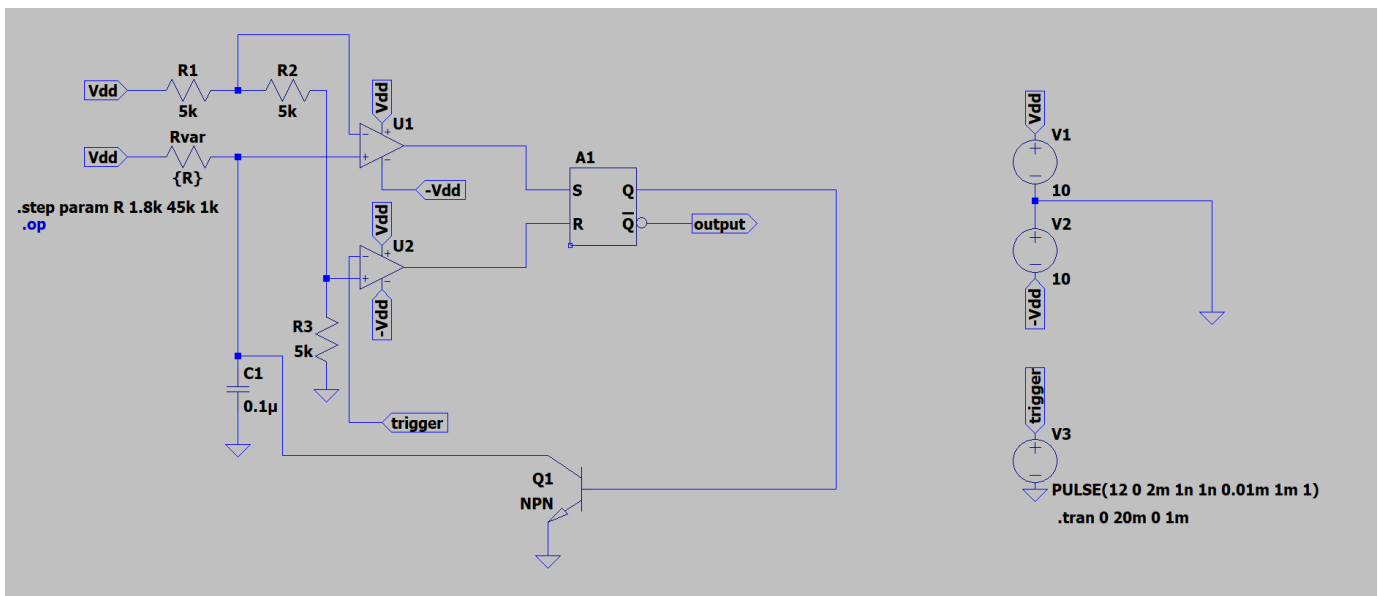 R1
R2
Vdd
5k
5k
Rvar
Vdd
{R}
.step param R 1.8k 45k 1k
.op
Vdd
U1
-
+
+
-
-Vdd
Vdd
U2
-
+
+
-
-Vdd
A1
S
Q
R
Q
output
R3
5k
C1
0.1µ
trigger
Q1
NPN
Vdd
V1
+
-
10
V2
+
-
10
-Vdd
trigger
V3
+
-
PULSE(12 0 2m 1n 1n 0.01m 1m 1)
.tran 0 20m 0 1m